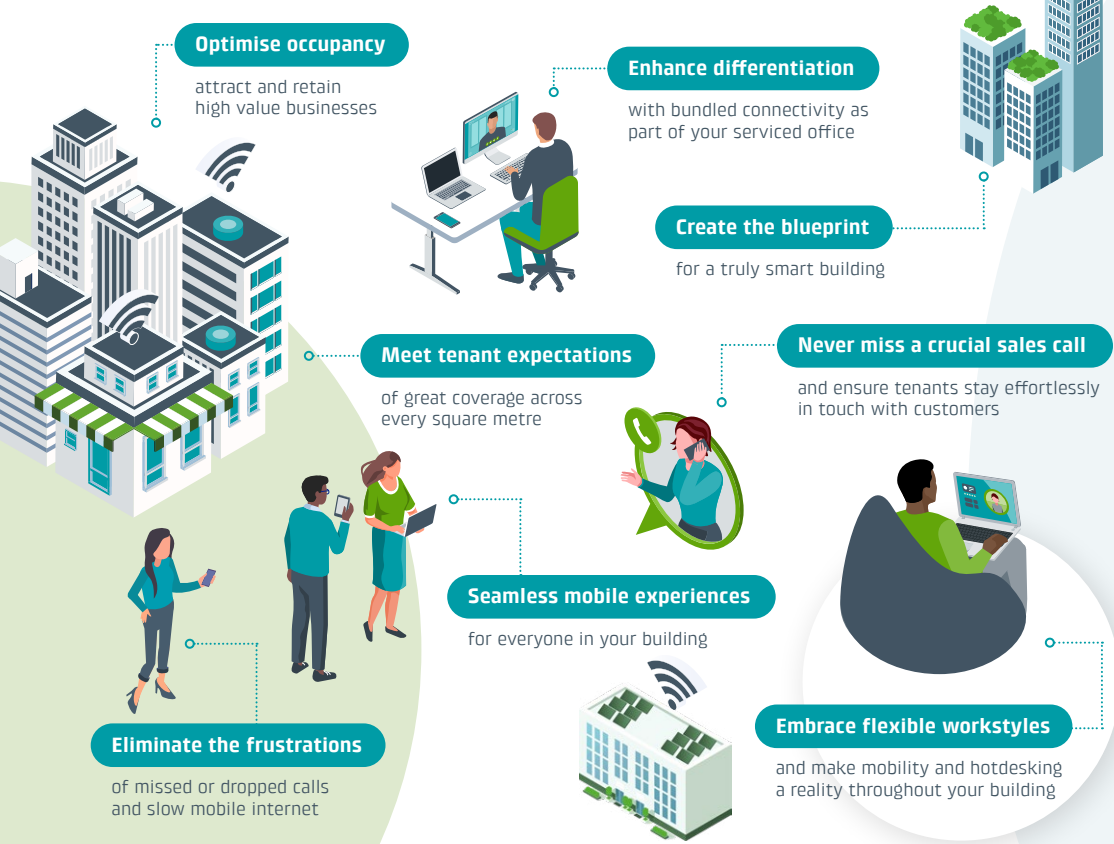 Optimise occupancy
attract and retain
high value businesses
Enhance differentiation
with bundled connectivity as
part of your serviced office
Create the blueprint
for a truly smart building
Meet tenant expectations
of great coverage across
every square metre
Never miss a crucial sales call
and ensure tenants stay effortlessly
in touch with customers
Seamless mobile experiences
for everyone in your building
Eliminate the frustrations
of missed or dropped calls
and slow mobile internet
Embrace flexible workstyles
and make mobility and hotdesking
a reality throughout your building